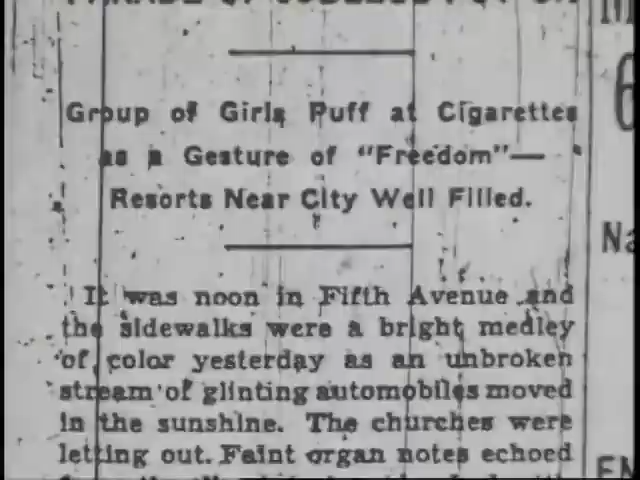 Group of Girls Puff at Cigarettes
as a Gesture of "Freedom"—
Resorts Near City Well Filled.
It was noon in Fifth Avenue and
the sidewalks were a bright medley
of color yesterday as an unbroken
stream of glinting automobiles moved
in the sunshine. The churches were
letting out. Faint organ notes echoed